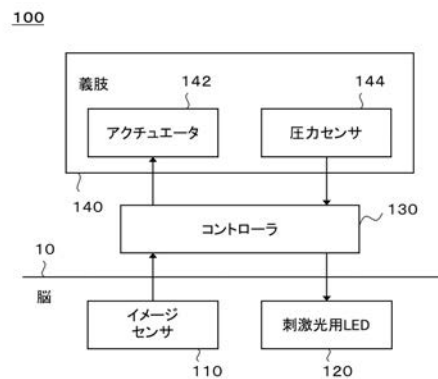 100
義肢
142
144
アクチュエータ
圧力センサ
140
コントローラ
130
10
脳
イメージ
センサ
刺激光用LED
110
120